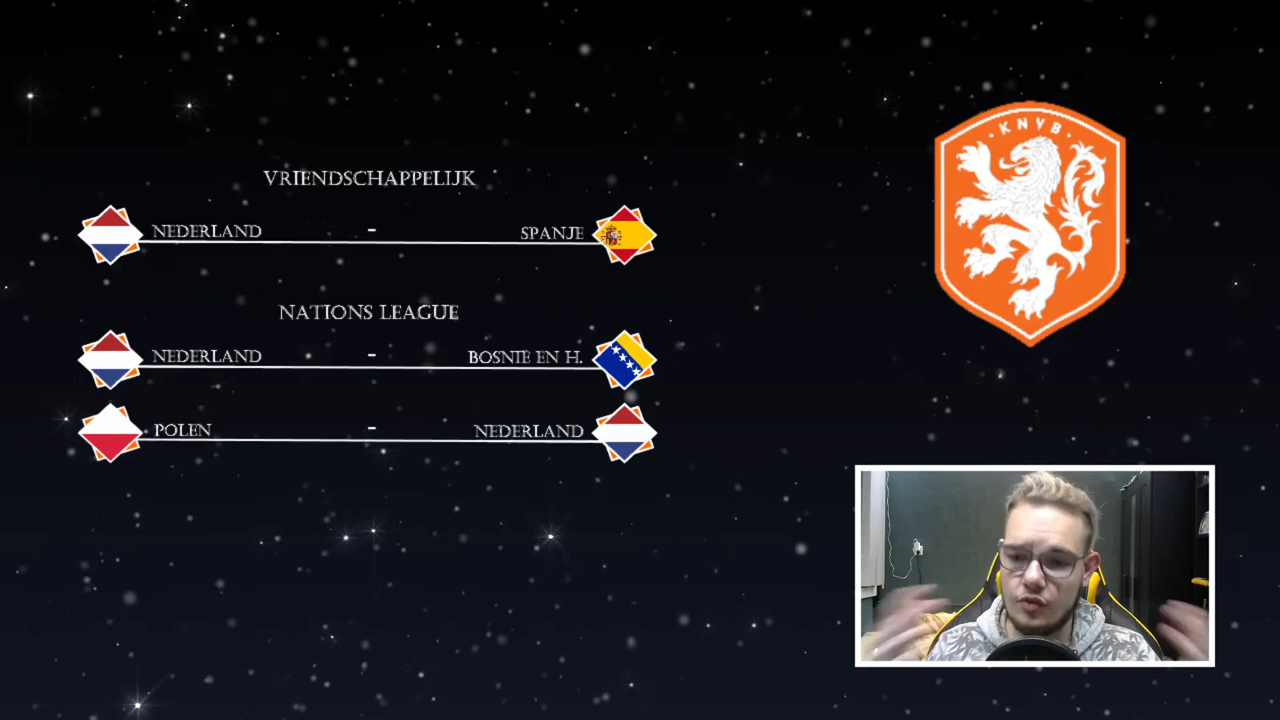 VRIENDSCHAPPELIJK
NEDERLAND - SPANJE
NATIONS LEAGUE
NEDERLAND - BOSNIE EN H.
POLEN - NEDERLAND
KNVB